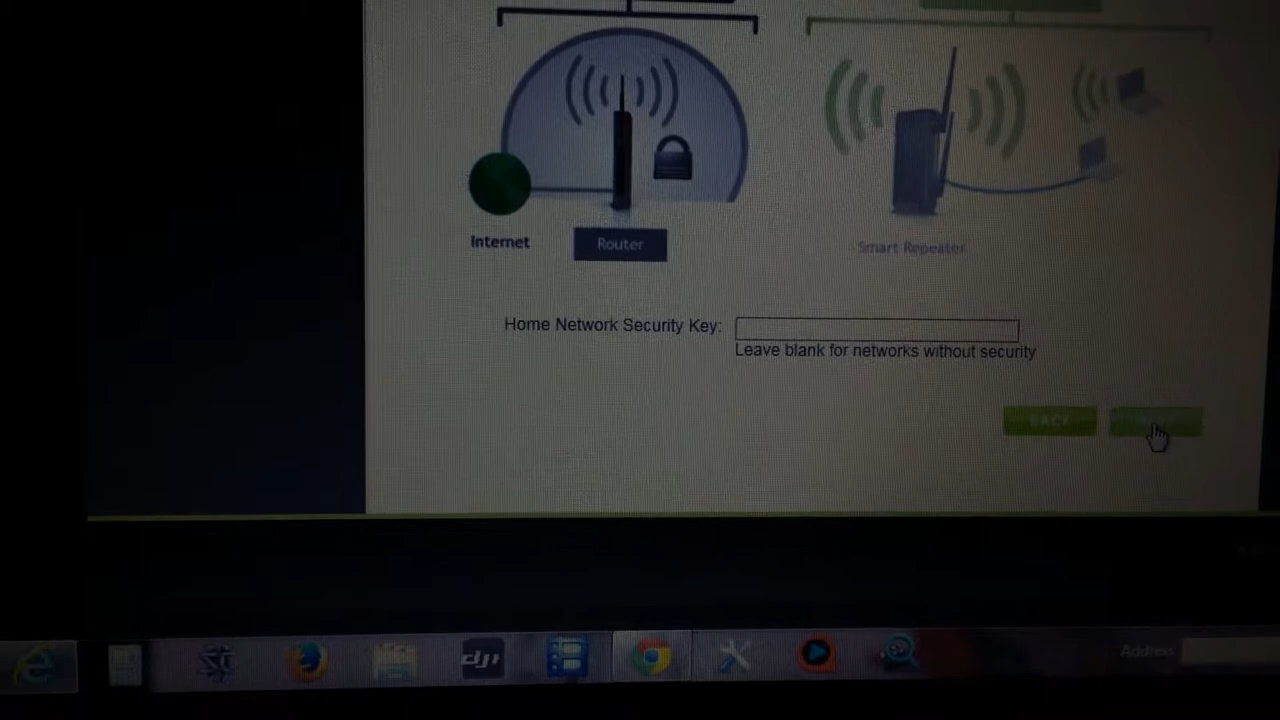 Internet
Router
Smart Repeater
Home Network Security Key:
Leave blank for networks without security
BACK
dji
Address